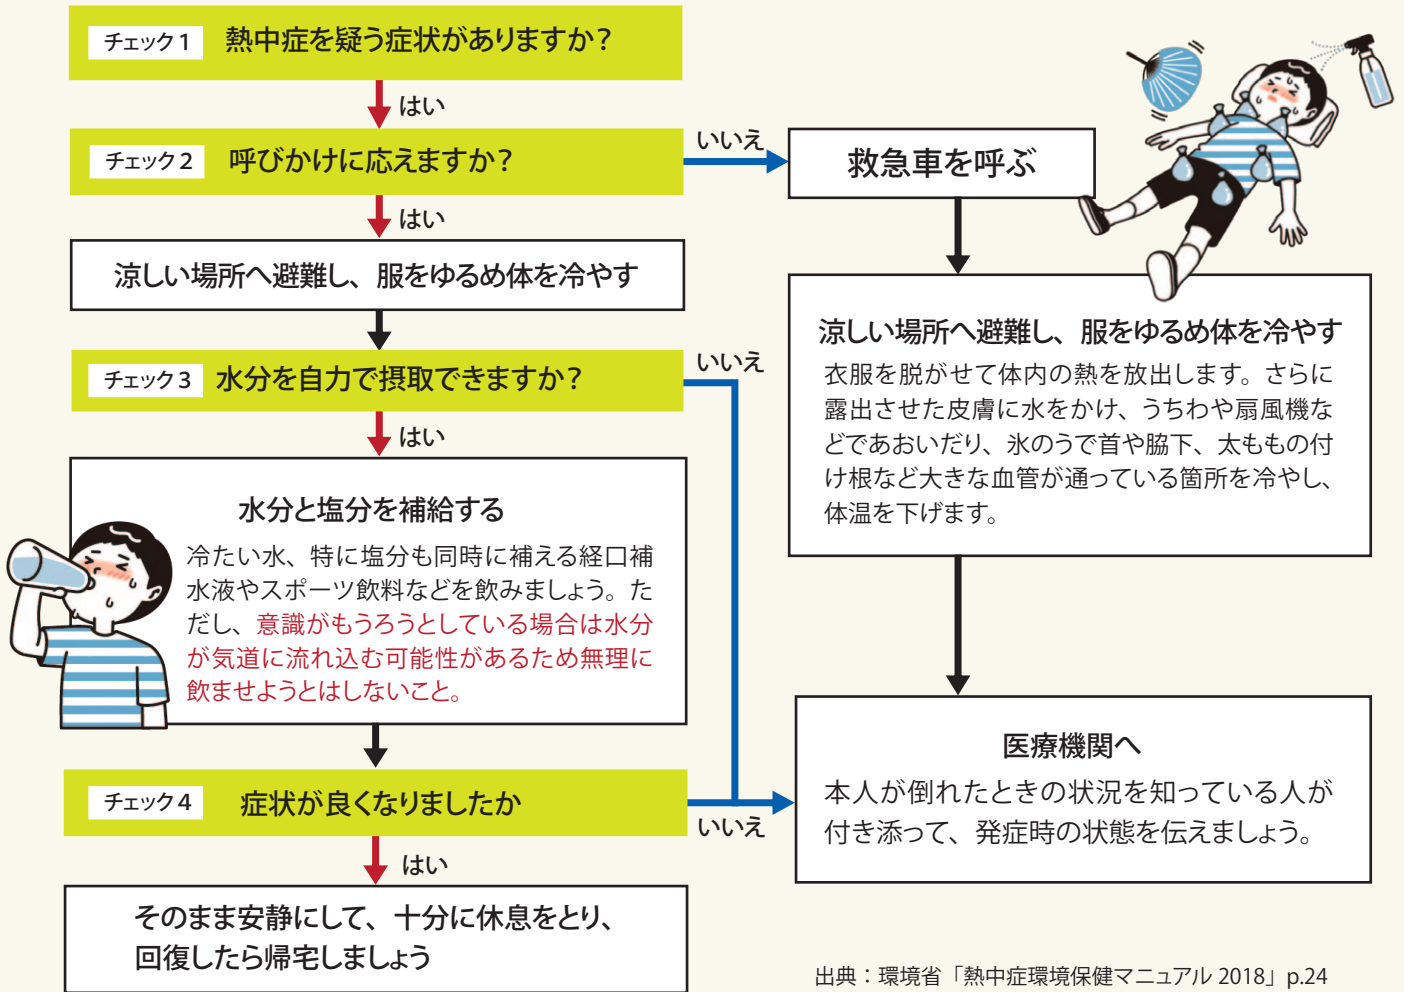 チェック1 熱中症を疑う症状がありますか?
はい
チェック2 呼びかけに応えますか?
いいえ
救急車を呼ぶ
はい
涼しい場所へ避難し、服をゆるめ体を冷やす
チェック3 水分を自力で摂取できますか?
いいえ
はい
水分と塩分を補給する
冷たい水、特に塩分も同時に補える経口補
水液やスポーツ飲料などを飲みましょう。た
だし、意識がもうろうとしている場合は水分
が気道に流れ込む可能性があるため無理に
飲ませようとはしないこと。
チェック4 症状が良くなりましたか
いいえ
はい
そのまま安静にして、十分に休息をとり、
回復したら帰宅しましょう
涼しい場所へ避難し、服をゆるめ体を冷やす
衣服を脱がせて体内の熱を放出します。さらに
露出させた皮膚に水をかけ、うちわや扇風機な
どであおいだり、氷のうで首や脇下、太ももの付
け根など大きな血管が通っている箇所を冷やし、
体温を下げます。
医療機関へ
本人が倒れたときの状況を知っている人が
付き添って、発症時の状態を伝えましょう。
出典:環境省「熱中症環境保健マニュアル 2018」p.24